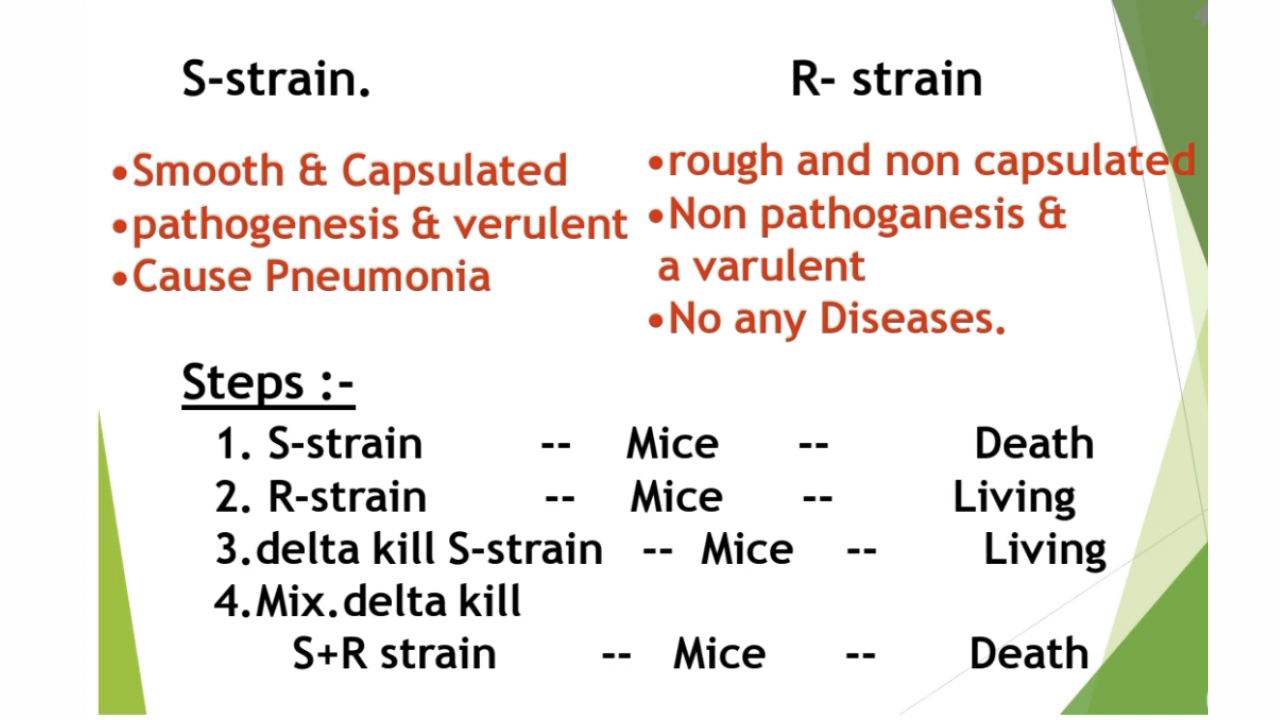 S-strain.
R- strain
•Smooth & Capsulated
•pathogenesis & verulent
•Cause Pneumonia
•rough and non capsulated
•Non pathoganesis &
a varulent
•No any Diseases.
Steps :-
1. S-strain -- Mice -- Death
2. R-strain -- Mice -- Living
3.delta kill S-strain -- Mice -- Living
4.Mix.delta kill
S+R strain -- Mice -- Death